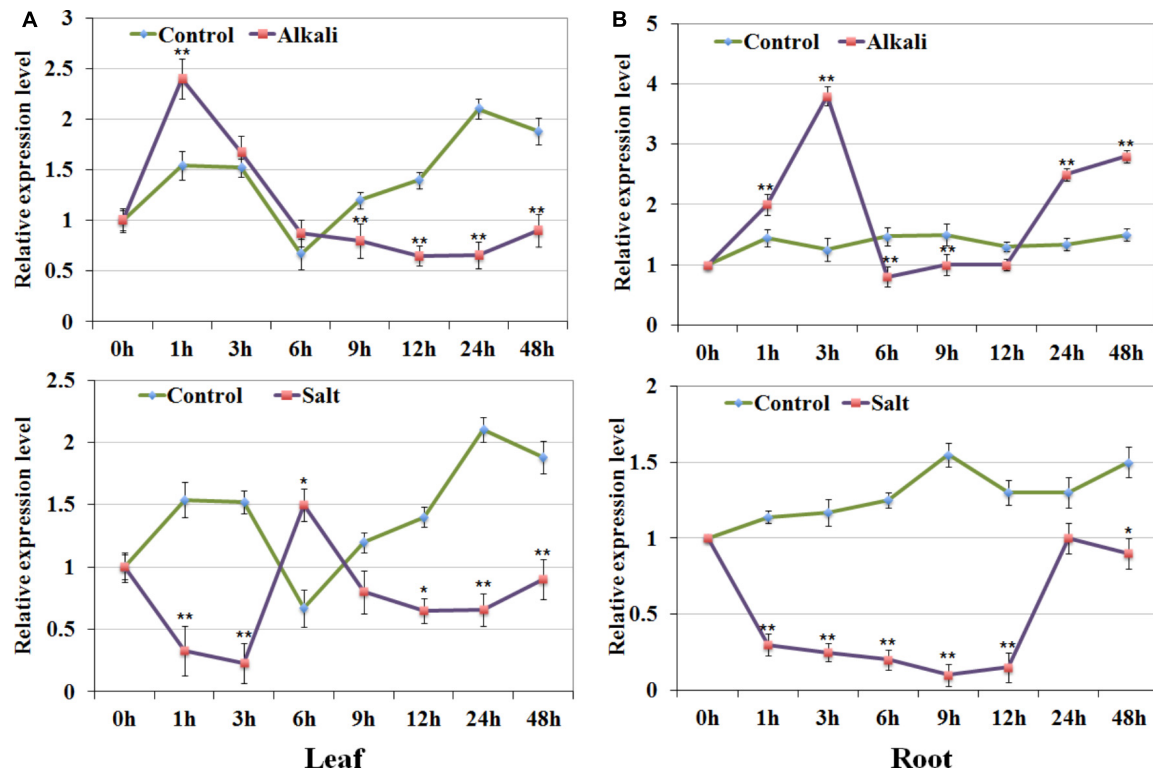 A
Relative expression level
Control Alkali
3
2.5
2
1.5
1
0.5
0
**
**
**
**
**
0h 1h 3h 6h 9h 12h 24h 48h
B
Relative expression level
Control Alkali
5
4
3
2
1
0
**
**
**
**
**
**
0h 1h 3h 6h 9h 12h 24h 48h
Relative expression level
Control Salt
2.5
2
1.5
1
0.5
0
**
**
*
*
**
**
0h 1h 3h 6h 9h 12h 24h 48h
Leaf
Relative expression level
Control Salt
2
1.5
1
0.5
0
**
**
**
**
**
*
0h 1h 3h 6h 9h 12h 24h 48h
Root